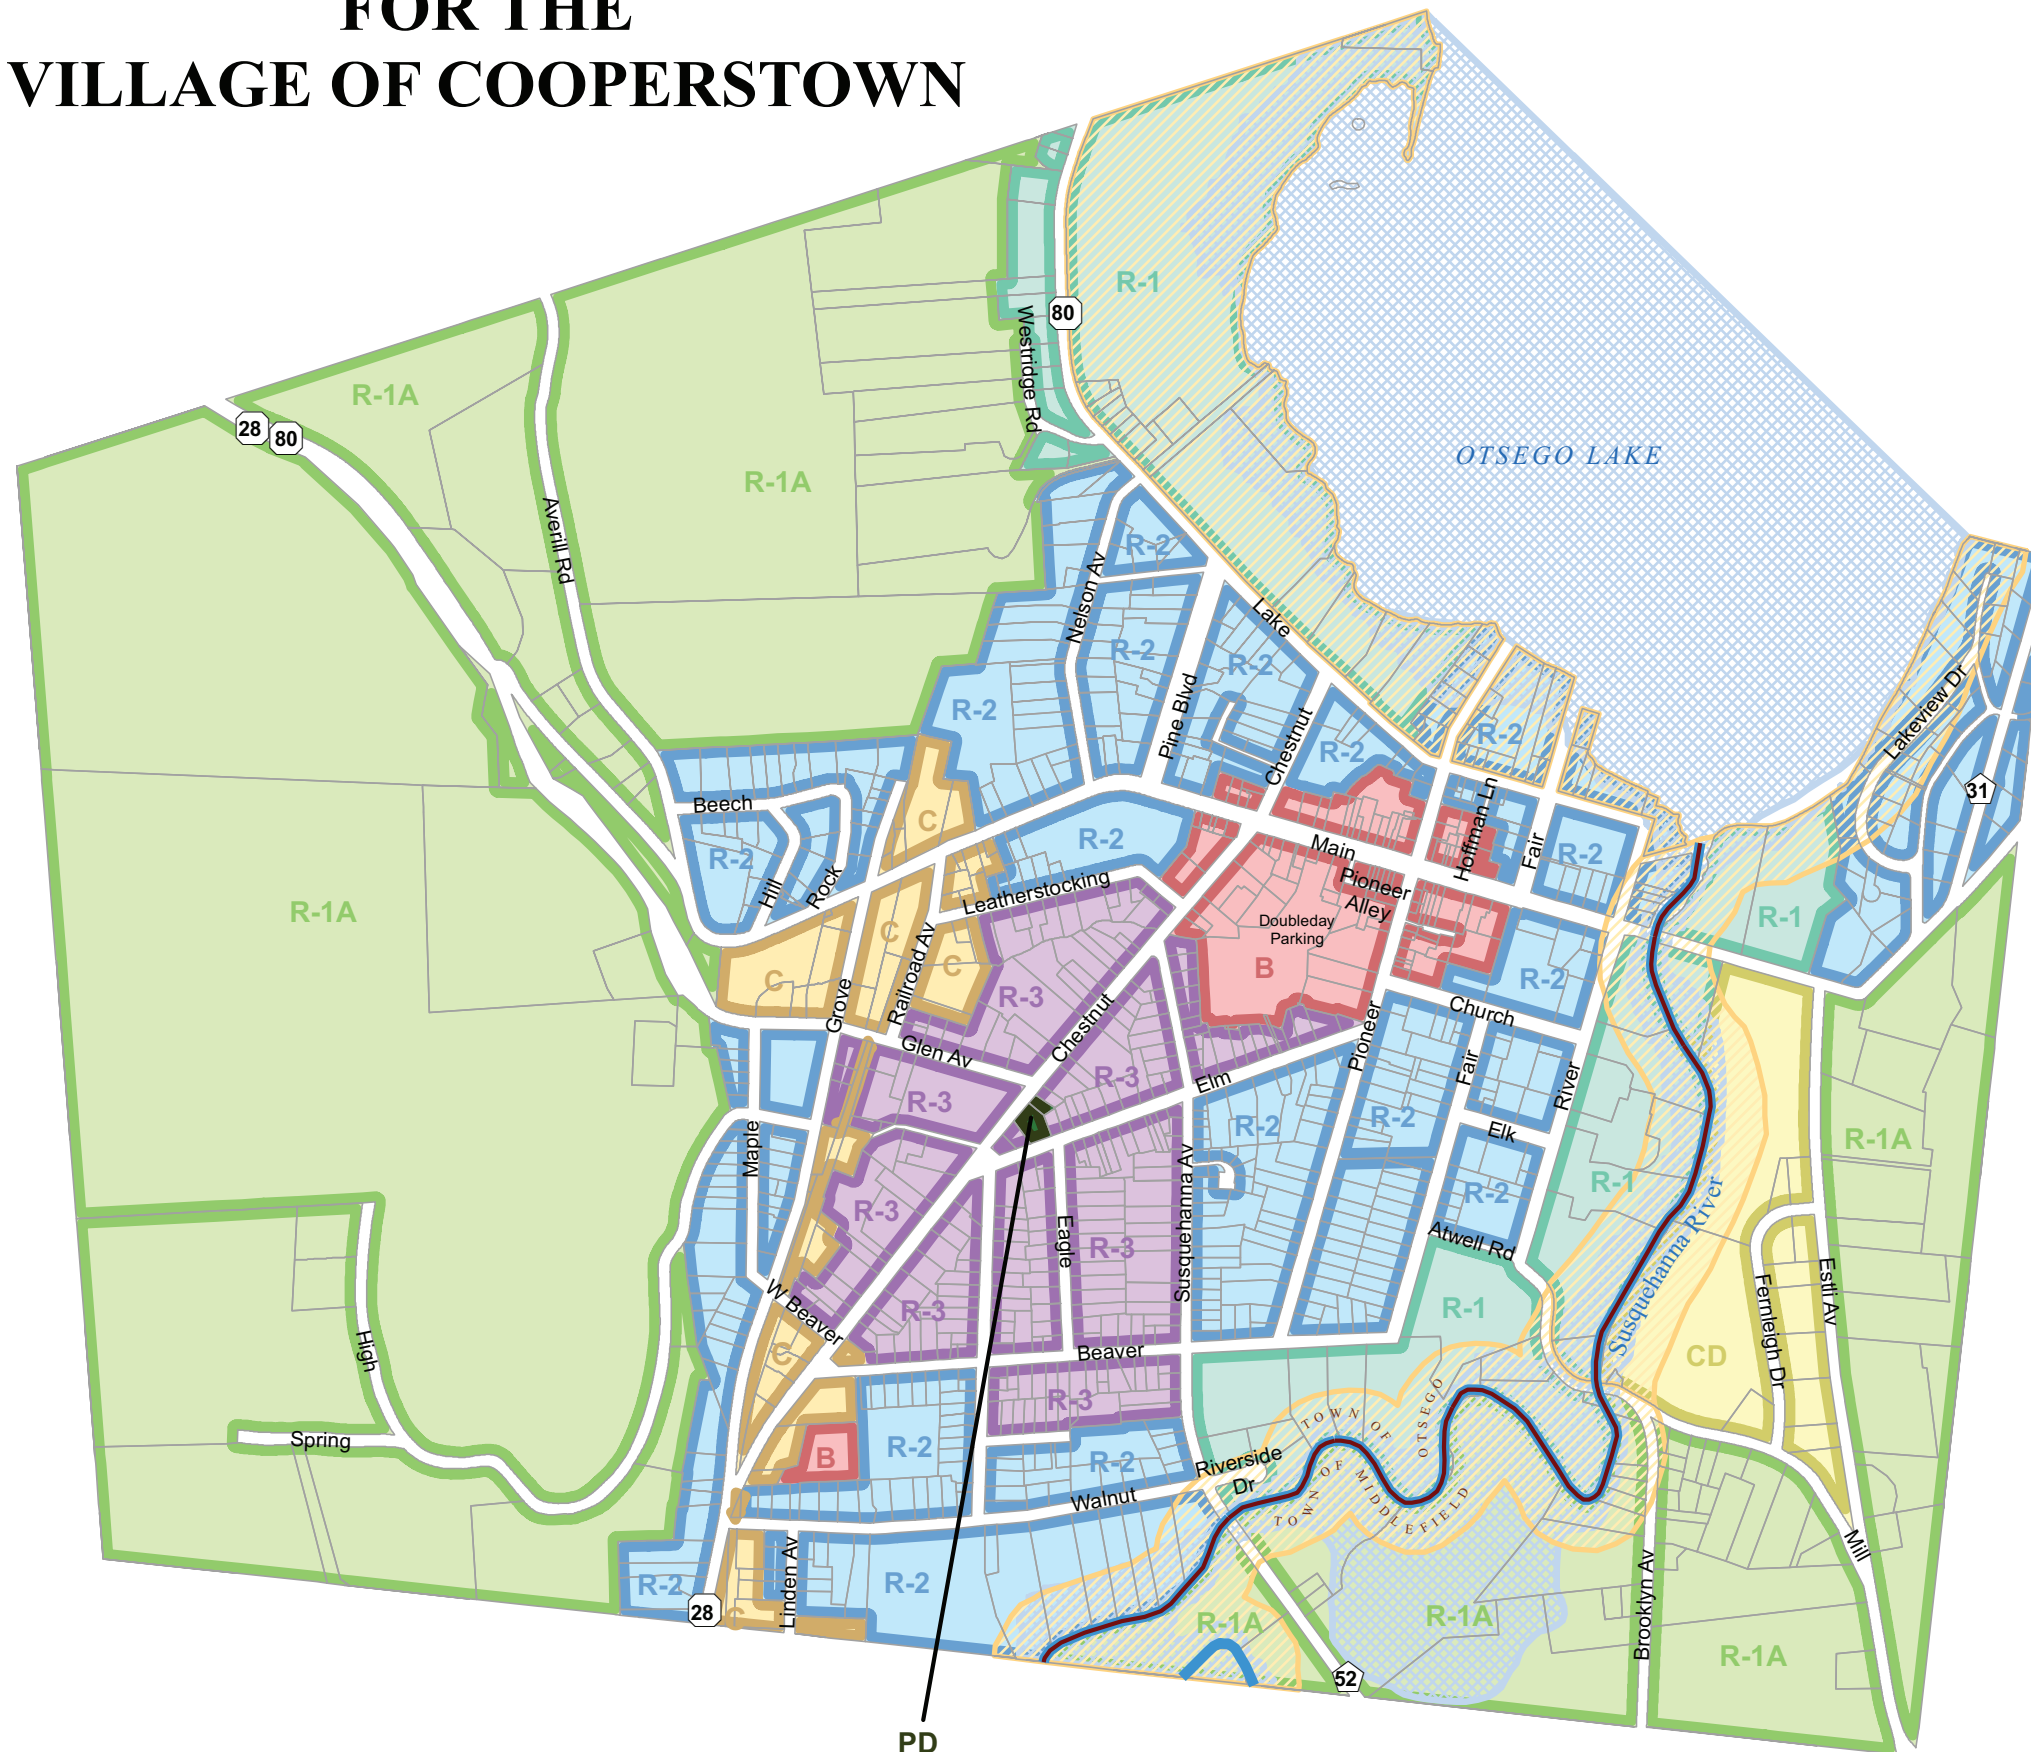 FOR THE
VILLAGE OF COOPERSTOWN
R-1
80
Westridge Rd
R-1A
28
80
R-1A
OTSEGO LAKE
Averill Rd
R-2
Nelson Av
Lake
R-2
R-2
R-2
Pine Blvd
Chestnut
R-2
R-2
Lakeview Dr
31
Beech
C
R-2
Hill
Rock
R-2
Main
Hoffman Ln
Fair
R-2
Leatherstocking
Pioneer
Alley
Doubleday
Parking
R-1A
R-1
C
C
C
Railroad Av
Grove
B
R-2
R-3
Chestnut
Church
Pioneer
Glen Av
R-3
Elm
Fair
River
R-3
R-2
R-2
Elk
R-1A
Maple
R-1
R-2
Susquehanna River
R-3
Eagle
R-3
Susquehanna Av
Atwell Rd
Estli Av
Fernleigh Dr
W Beaver
R-3
R-1
High
C
Beaver
CD
R-3
TOWN OF
OTSEGO
TOWN OF MIDDLEFIELD
Spring
B
R-2
R-2
Riverside
Dr
Walnut
Mill
Linden Av
R-2
R-2
28
C
R-1A
R-1A
Brooklyn Av
R-1A
52
PD